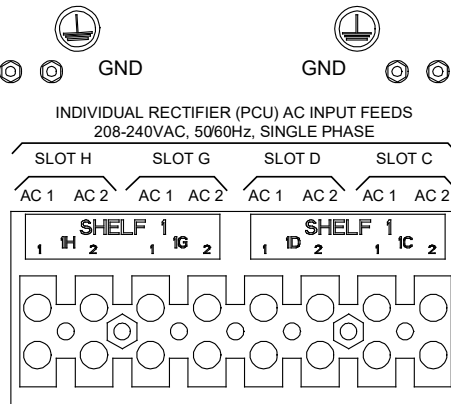 GND GND
INDIVIDUAL RECTIFIER (PCU) AC INPUT FEEDS
208-240VAC, 50/60Hz, SINGLE PHASE
SLOT H SLOT G SLOT D SLOT C
AC 1 AC 2 AC 1 AC 2 AC 1 AC 2 AC 1 AC 2
SHELF 1 SHELF 1
1 1H 2 1 1G 2 1 1D 2 1 1C 2